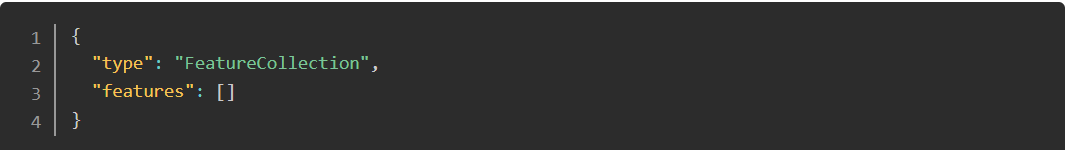 1 {
2   "type": "FeatureCollection",
3   "features": []
4 }